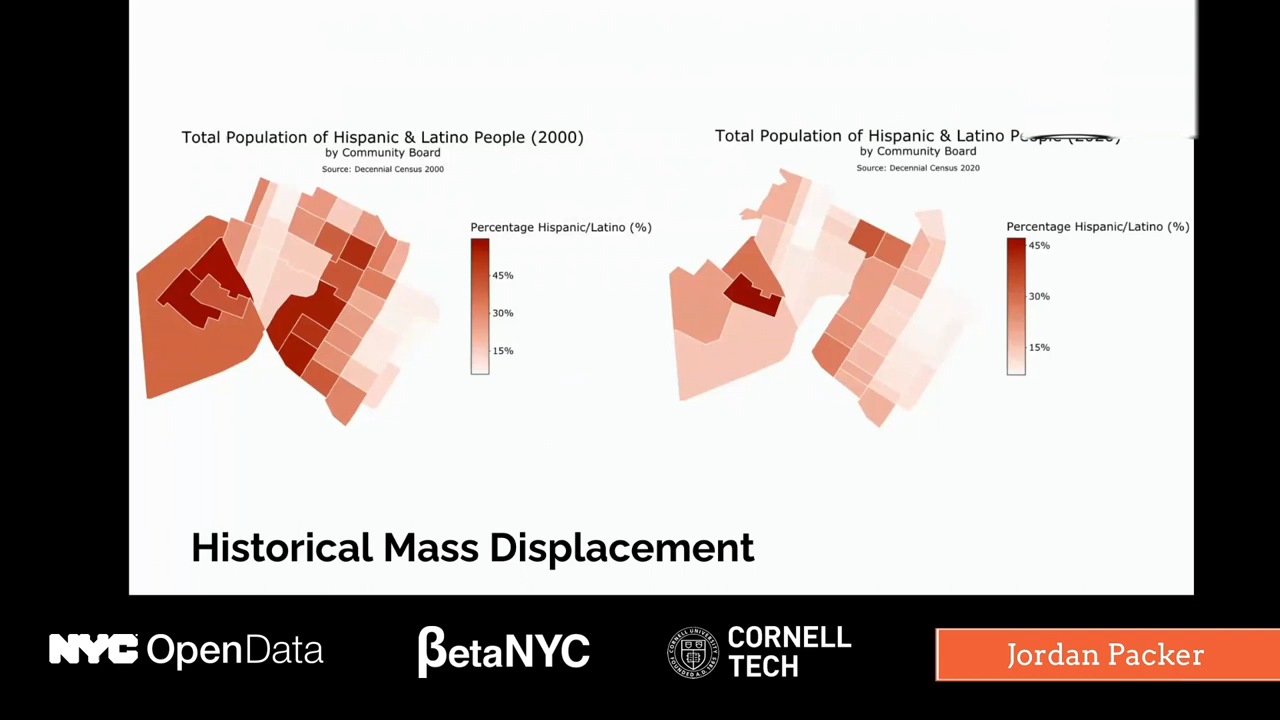 Total Population of Hispanic & Latino People (2000)
by Community Board
Source: Decennial Census 2000
Percentage Hispanic/Latino (%)
45%
30%
15%
Total Population of Hispanic & Latino People (2020)
by Community Board
Source: Decennial Census 2020
Percentage Hispanic/Latino (%)
45%
30%
15%
Historical Mass Displacement
NYC OpenData
βetaNYC
CORNELL
TECH
Jordan Packer